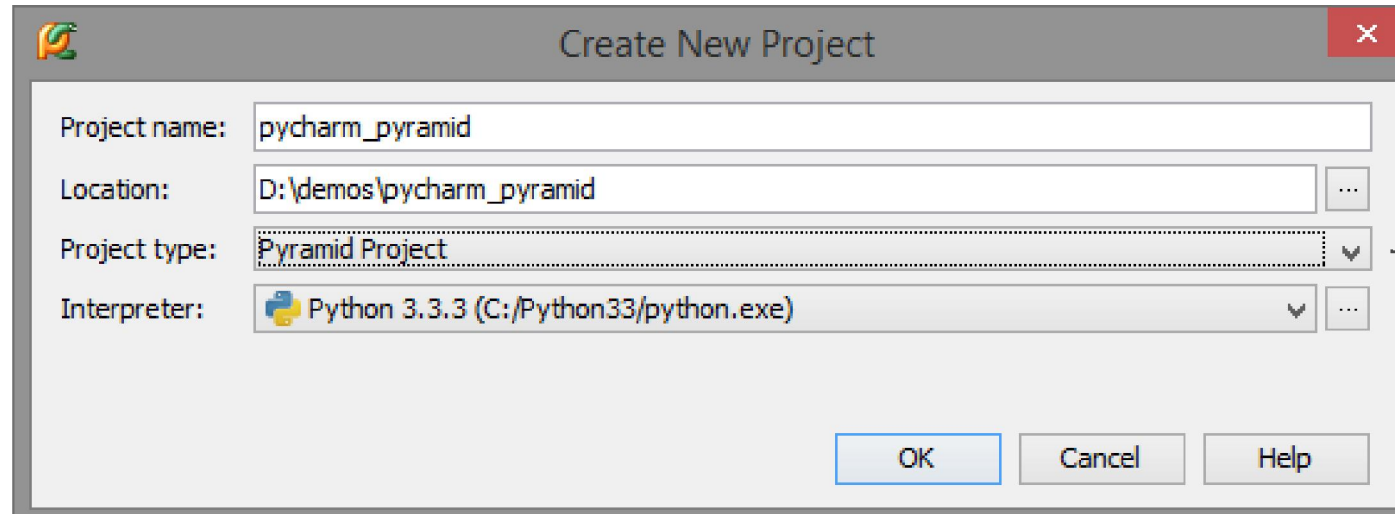 Create New Project
Project name: pycharm_pyramid
Location: D:\demos\pycharm_pyramid ...
Project type: Pyramid Project
Interpreter: Python 3.3.3 (C:/Python33/python.exe) ...
OK Cancel Help